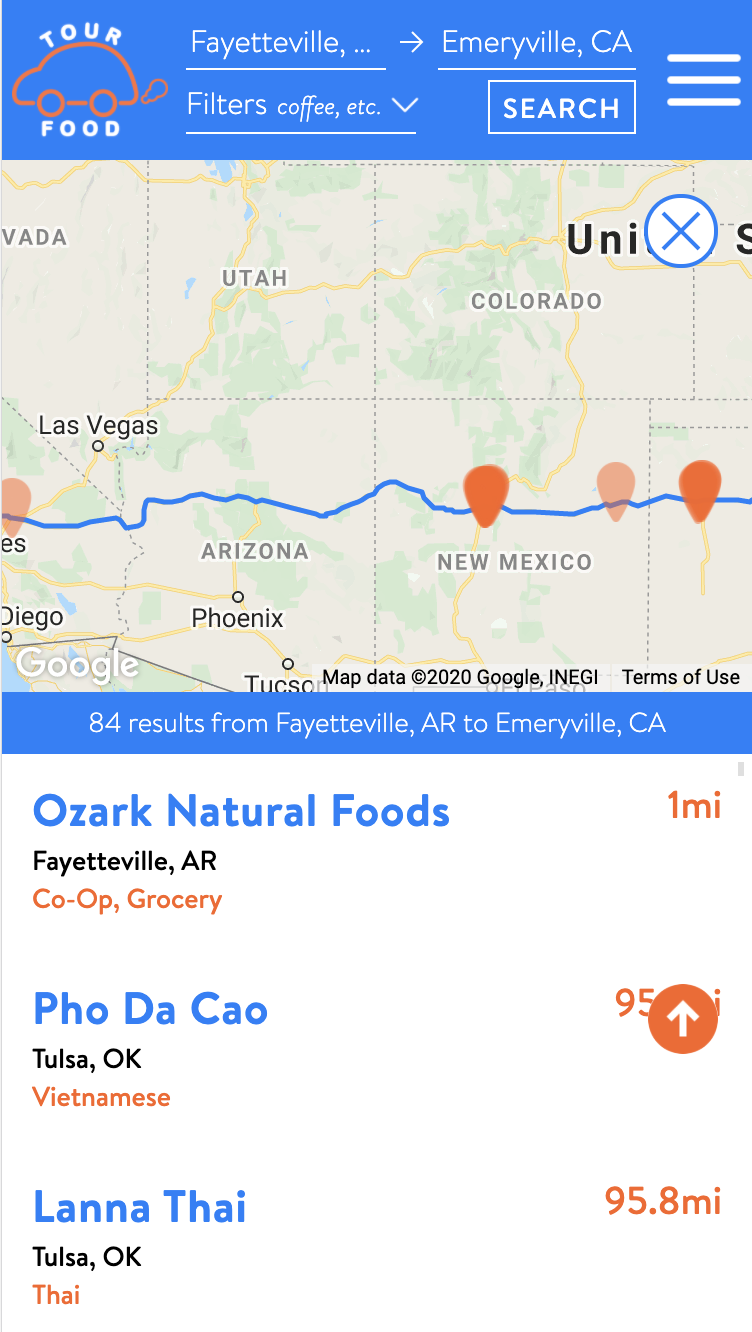 TOUR
FOOD
Fayetteville, ... → Emeryville, CA
Filters coffee, etc.
SEARCH
VADA
UTAH
COLORADO
Las Vegas
ARIZONA
NEW MEXICO
Phoenix
Diego
Google
Map data ©2020 Google, INEGI
Terms of Use
84 results from Fayetteville, AR to Emeryville, CA
Ozark Natural Foods
1mi
Fayetteville, AR
Co-Op, Grocery
Pho Da Cao
Tulsa, OK
Vietnamese
Lanna Thai
95.8mi
Tulsa, OK
Thai